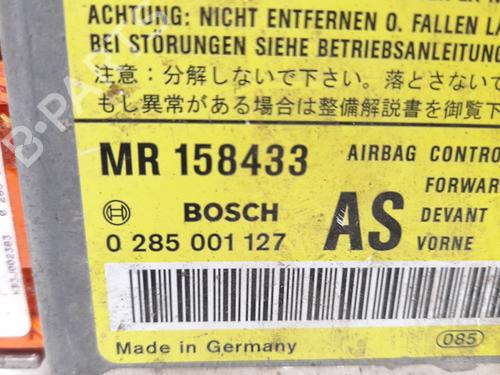 ACHTUNG: NICHT ENTFERNEN O. FALLEN
BEI STÖRUNGEN SIEHE BETRIEBSANLEITUNG
注意：分解しないで下さい。落とさないで
もし異常がある場合は整備解説書を御覧下
MR 158433
AIRBAG CONTRO
FORWAR
BOSCH
AS
DEVANT
0 285 001 127
VORNE
Made in Germany
085
B-PARTS